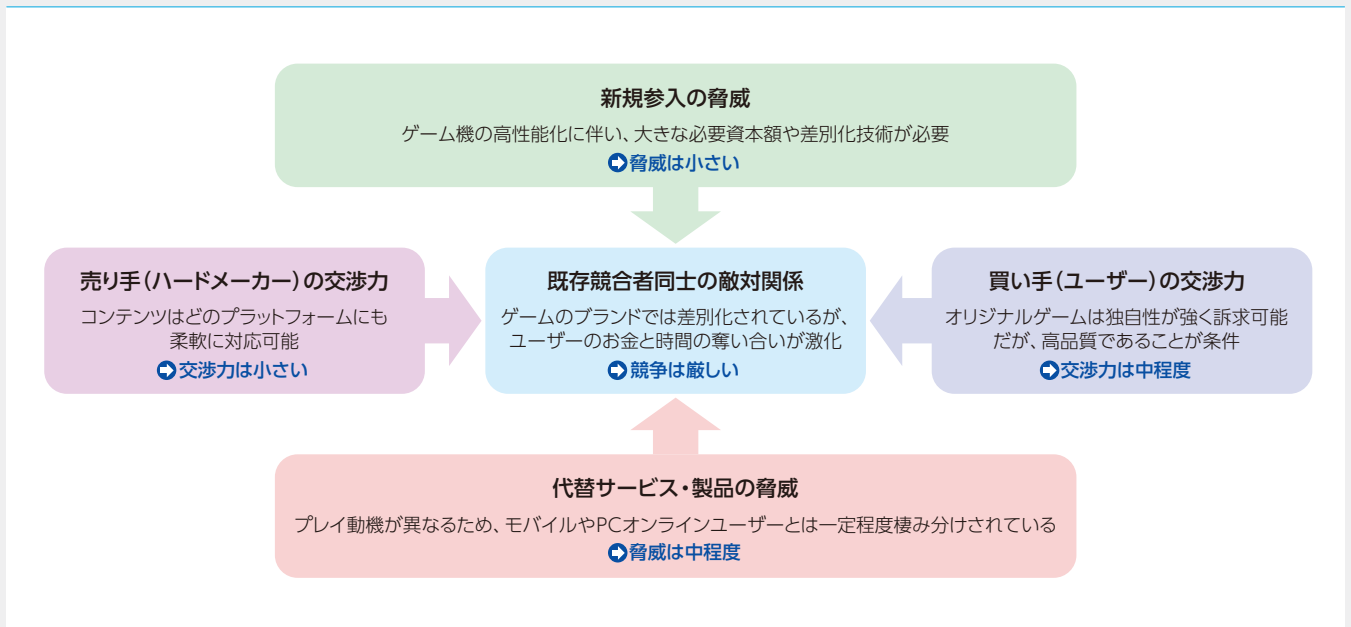 新規参入の脅威
ゲーム機の高性能化に伴い、大きな必要資本額や差別化技術が必要
脅威は小さい
売り手（ハードメーカー）の交渉力
コンテンツはどのプラットフォームにも
柔軟に対応可能
交渉力は小さい
既存競合者同士の敵対関係
ゲームのブランドでは差別化されているが、
ユーザーのお金と時間の奪い合いが激化
競争は厳しい
買い手（ユーザー）の交渉力
オリジナルゲームは独自性が強く訴求可能
だが、高品質であることが条件
交渉力は中程度
代替サービス・製品の脅威
プレイ動機が異なるため、モバイルやPCオンラインユーザーとは一定程度棲み分けされている
脅威は中程度